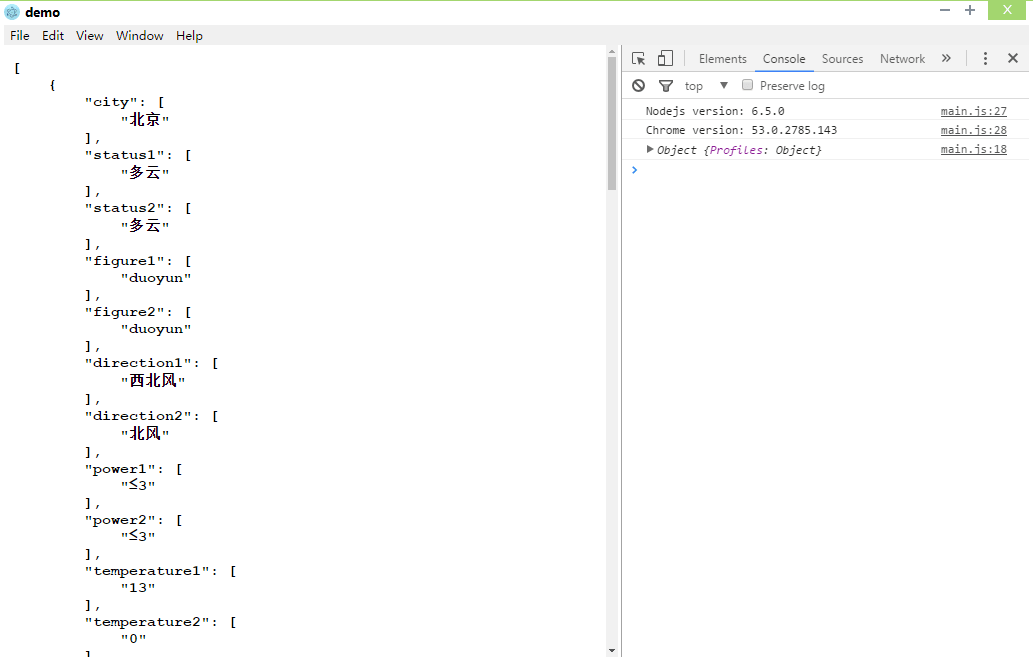 demo
File Edit View Window Help
[
    {
        "city": [
            "北京"
        ],
        "status1": [
            "多云"
        ],
        "status2": [
            "多云"
        ],
        "figure1": [
            "duoyun"
        ],
        "figure2": [
            "duoyun"
        ],
        "direction1": [
            "西北风"
        ],
        "direction2": [
            "北风"
        ],
        "power1": [
            "≤3"
        ],
        "power2": [
            "≤3"
        ],
        "temperature1": [
            "13"
        ],
        "temperature2": [
            "0"
        ]
Elements Console Sources Network »
top ▼ Preserve log
Nodejs version: 6.5.0 main.js:27
Chrome version: 53.0.2785.143 main.js:28
▶ Object {Profiles: Object} main.js:18
>